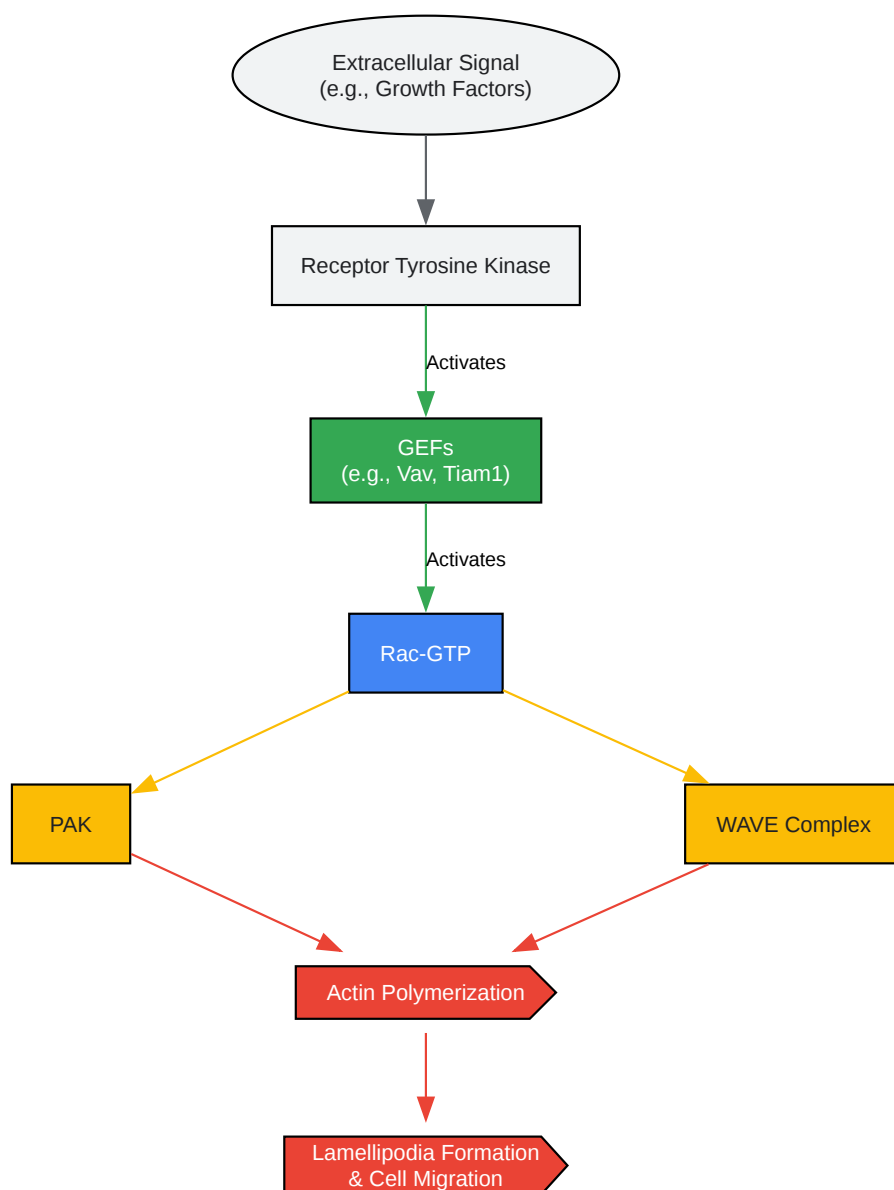 Extracellular Signal
(e.g., Growth Factors)
Receptor Tyrosine Kinase
Activates
GEFs
(e.g., Vav, Tiam1)
Activates
Rac-GTP
PAK
WAVE Complex
Actin Polymerization
Lamellipodia Formation
& Cell Migration